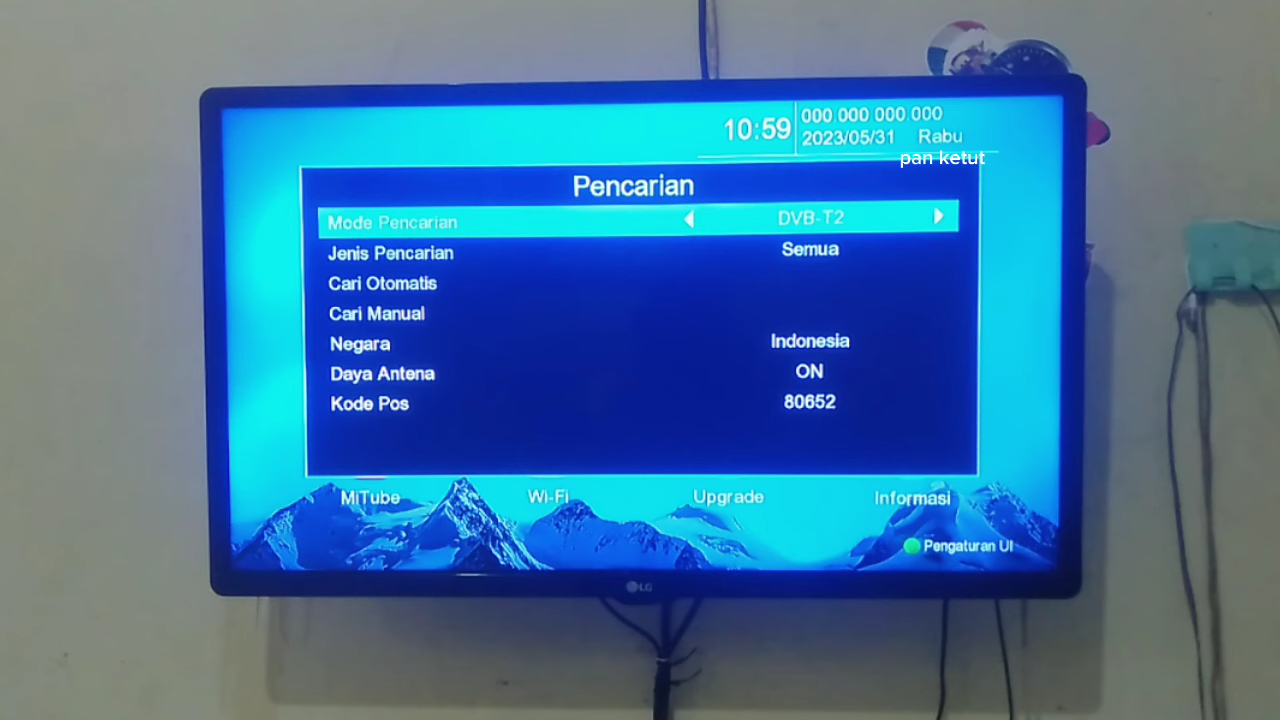 10:59
000 000 000 000
2023/05/31 Rabu
pan ketut
Pencarian
Mode Pencarian DVB-T2
Jenis Pencarian Semua
Cari Otomatis
Cari Manual
Negara Indonesia
Daya Antena ON
Kode Pos 80652
MiTube Wi-Fi Upgrade Informasi
Pengaturan UI
LG